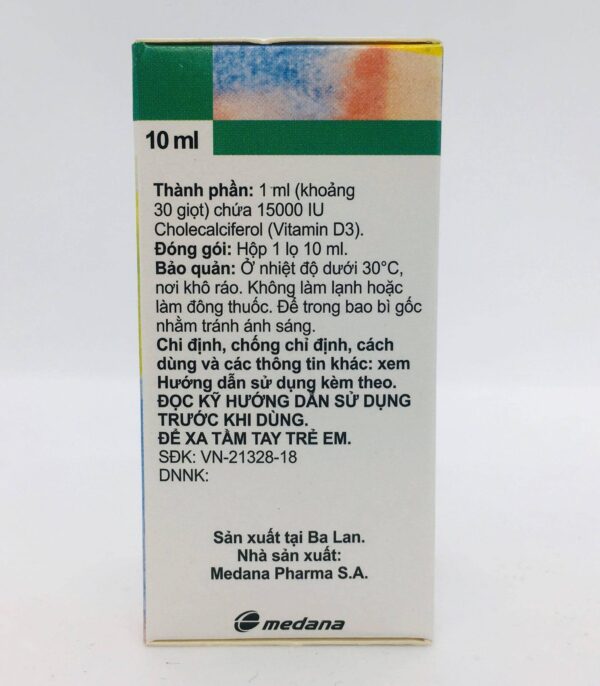 10 ml
Thành phần: 1 ml (khoảng
30 giọt) chứa 15000 IU
Cholecalciferol (Vitamin D3).
Đóng gói: Hộp 1 lọ 10 ml.
Bảo quản: Ở nhiệt độ dưới 30°C,
nơi khô ráo. Không làm lạnh hoặc
làm đông thuốc. Để trong bao bì gốc
nhằm tránh ánh sáng.
Chi định, chống chỉ định, cách
dùng và các thông tin khác: xem
Hướng dẫn sử dụng kèm theo.
ĐỌC KỸ HƯỚNG DẪN SỬ DỤNG
TRƯỚC KHI DÙNG.
ĐỂ XA TẦM TAY TRẺ EM.
SĐK: VN-21328-18
DNNK:
Sản xuất tại Ba Lan.
Nhà sản xuất:
Medana Pharma S.A.
medana